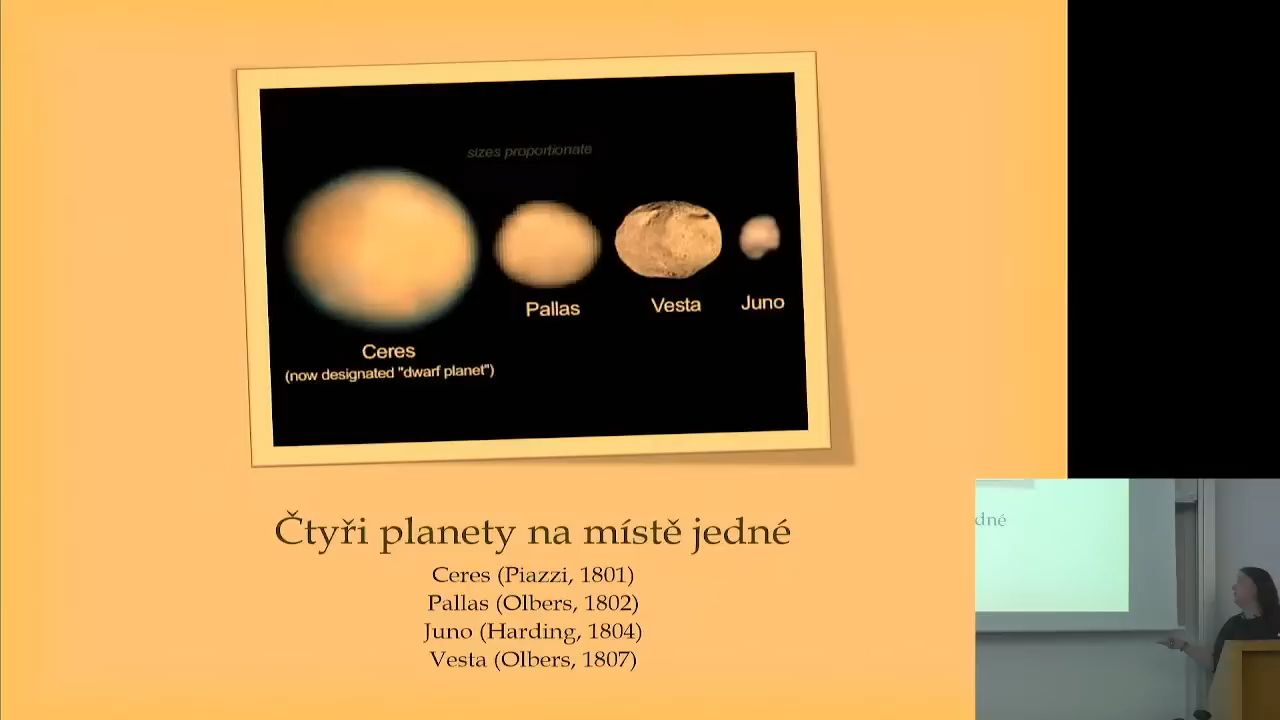 sizes proportionate
Pallas
Vesta
Juno
Ceres
(now designated "dwarf planet")
Čtyři planety na místě jedné
Ceres (Piazzi, 1801)
Pallas (Olbers, 1802)
Juno (Harding, 1804)
Vesta (Olbers, 1807)
dné